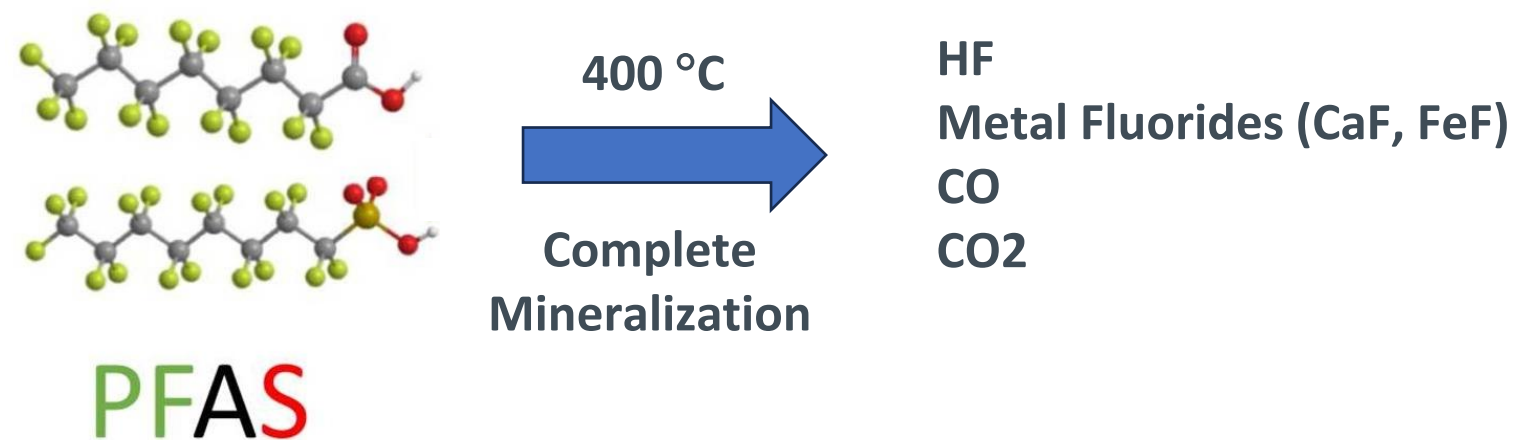 400 °C
Complete
Mineralization
HF
Metal Fluorides (CaF, FeF)
CO
CO2
PFAS